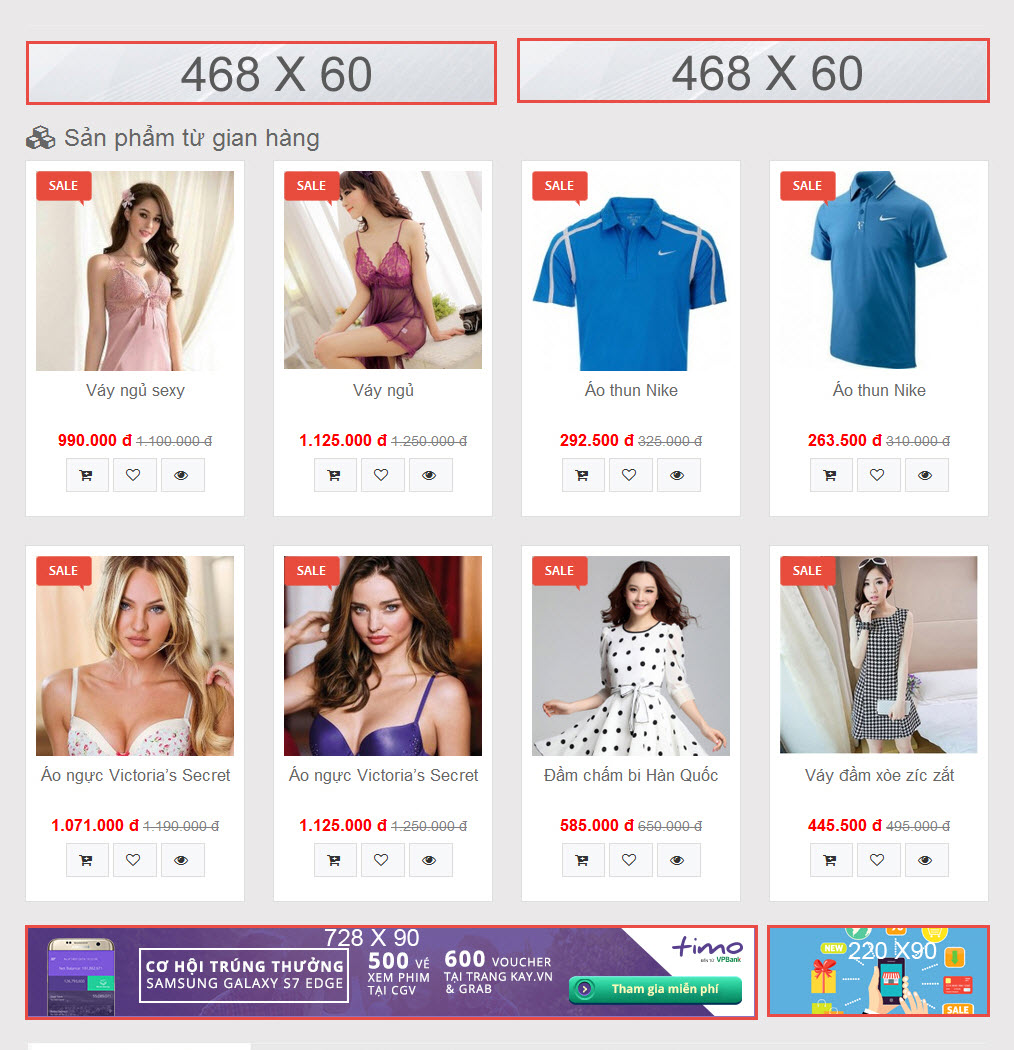 468 X 60
468 X 60
Sản phẩm từ gian hàng
SALE
SALE
SALE
SALE
Váy ngủ sexy
Váy ngủ
Áo thun Nike
Áo thun Nike
990.000 đ 1.100.000 đ
1.125.000 đ 1.250.000 đ
292.500 đ 325.000 đ
263.500 đ 310.000 đ
SALE
SALE
SALE
SALE
Áo ngực Victoria’s Secret
Áo ngực Victoria’s Secret
Đầm chấm bi Hàn Quốc
Váy đầm xòe zíc zắt
1.071.000 đ 1.190.000 đ
1.125.000 đ 1.250.000 đ
585.000 đ 650.000 đ
445.500 đ 495.000 đ
728 X 90
CƠ HỘI TRÚNG THƯỞNG
SAMSUNG GALAXY S7 EDGE
500 VÉ
XEM PHIM
TẠI CGV
600 VOUCHER
TẠI TRANG KAY.VN
& GRAB
timo
VPBank
Tham gia miễn phí
220 X90
NEW
SALE